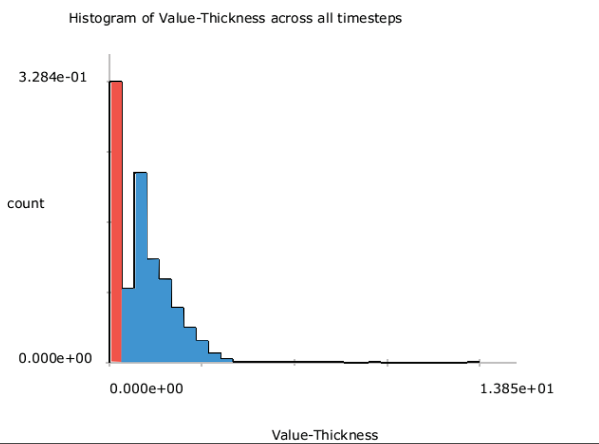 Histogram of Value-Thickness across all timesteps
3.284e-01
count
0.000e+00
0.000e+00
1.385e+01
Value-Thickness